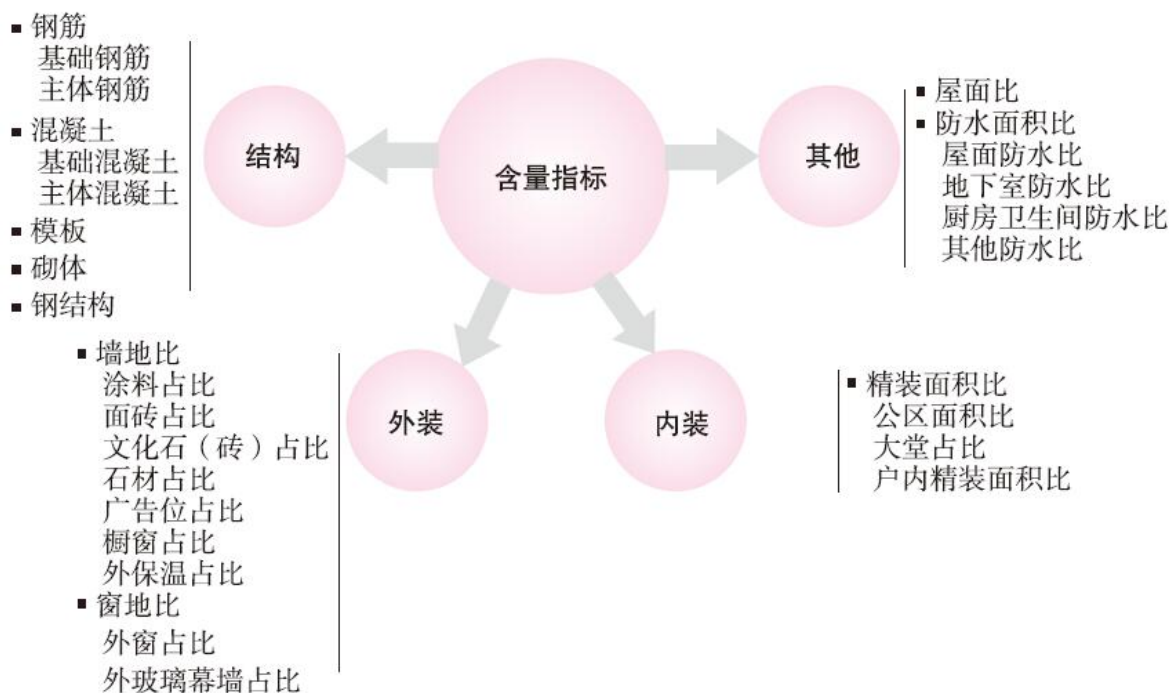 含量指标
结构
■ 钢筋
基础钢筋
主体钢筋
■ 混凝土
基础混凝土
主体混凝土
■ 模板
■ 砌体
■ 钢结构
其他
■ 屋面比
■ 防水面积比
屋面防水比
地下室防水比
厨房卫生间防水比
其他防水比
外装
■ 墙地比
涂料占比
面砖占比
文化石（砖）占比
石材占比
广告位占比
橱窗占比
外保温占比
■ 窗地比
外窗占比
外玻璃幕墙占比
内装
■ 精装面积比
公区面积比
大堂占比
户内精装面积比